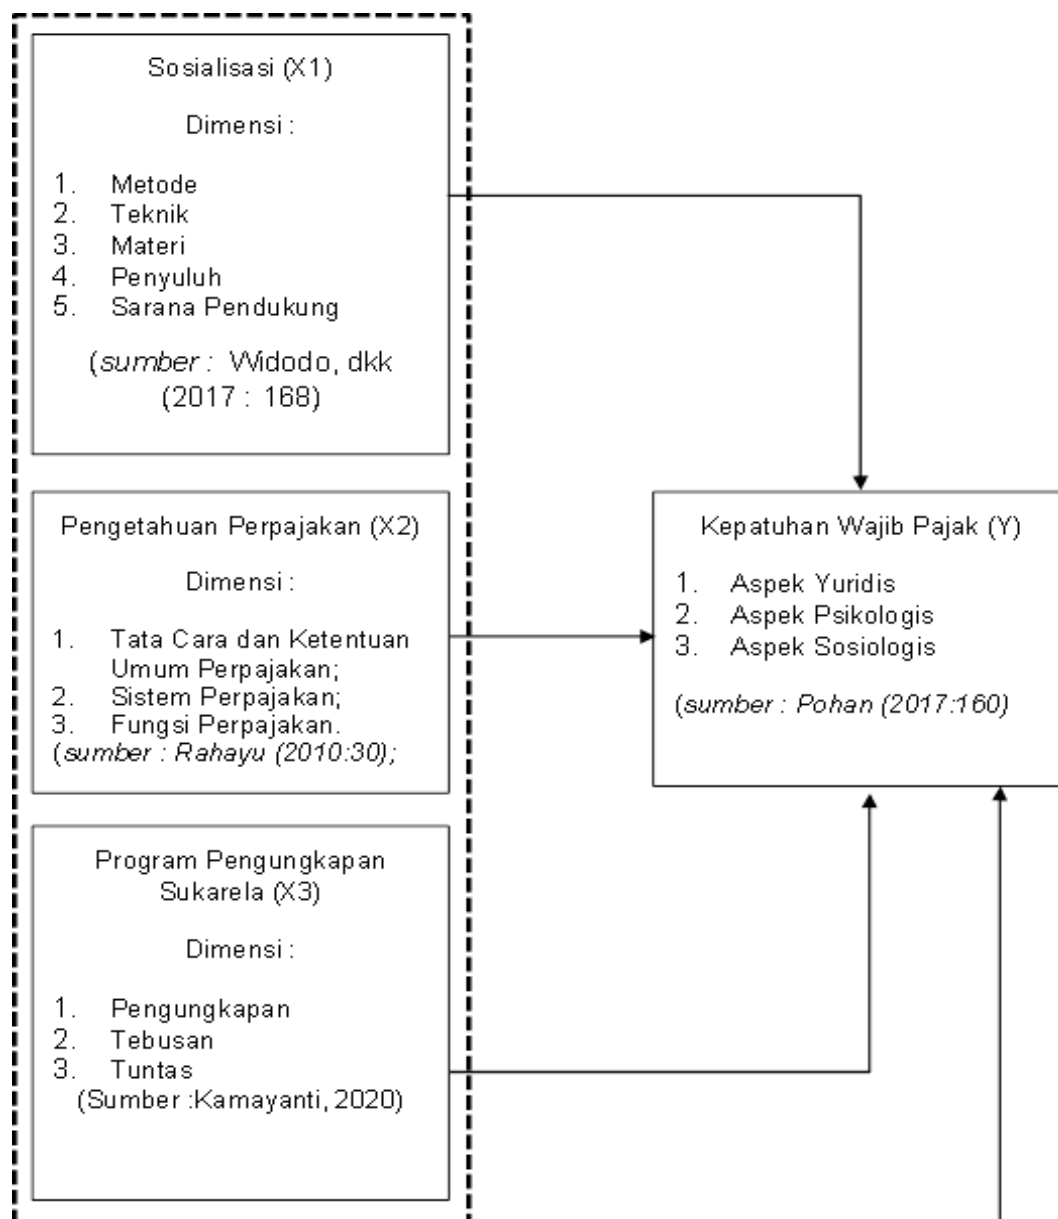 Sosialisasi (X1)
Dimensi :
1. Metode
2. Teknik
3. Materi
4. Penyuluh
5. Sarana Pendukung
(sumber : Widodo, dkk
(2017 : 168)
Pengetahuan Perpajakan (X2)
Dimensi :
1. Tata Cara dan Ketentuan
Umum Perpajakan;
2. Sistem Perpajakan;
3. Fungsi Perpajakan.
(sumber : Rahayu (2010:30);
Program Pengungkapan
Sukarela (X3)
Dimensi :
1. Pengungkapan
2. Tebusan
3. Tuntas
(Sumber :Kamayanti, 2020)
Kepatuhan Wajib Pajak (Y)
1. Aspek Yuridis
2. Aspek Psikologis
3. Aspek Sosiologis
(sumber : Pohan (2017:160)